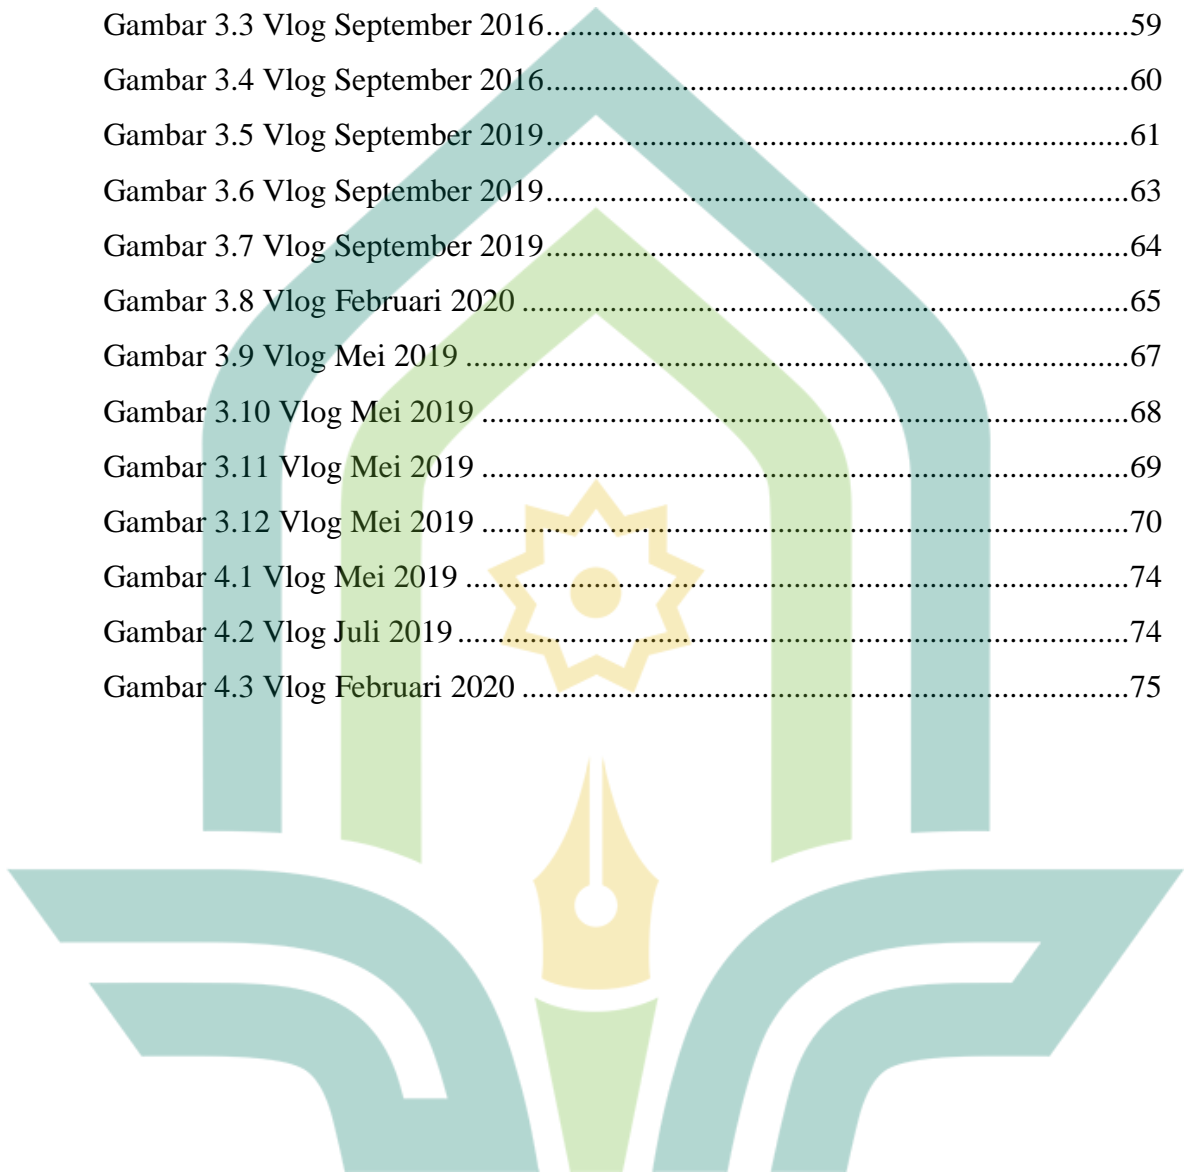 Gambar 3.3 Vlog September 2016........................................................................59
Gambar 3.4 Vlog September 2016........................................................................60
Gambar 3.5 Vlog September 2019........................................................................61
Gambar 3.6 Vlog September 2019........................................................................63
Gambar 3.7 Vlog September 2019........................................................................64
Gambar 3.8 Vlog Februari 2020 ...........................................................................65
Gambar 3.9 Vlog Mei 2019 ..................................................................................67
Gambar 3.10 Vlog Mei 2019 ................................................................................68
Gambar 3.11 Vlog Mei 2019 ................................................................................69
Gambar 3.12 Vlog Mei 2019 ................................................................................70
Gambar 4.1 Vlog Mei 2019 ..................................................................................74
Gambar 4.2 Vlog Juli 2019...................................................................................74
Gambar 4.3 Vlog Februari 2020 ...........................................................................75